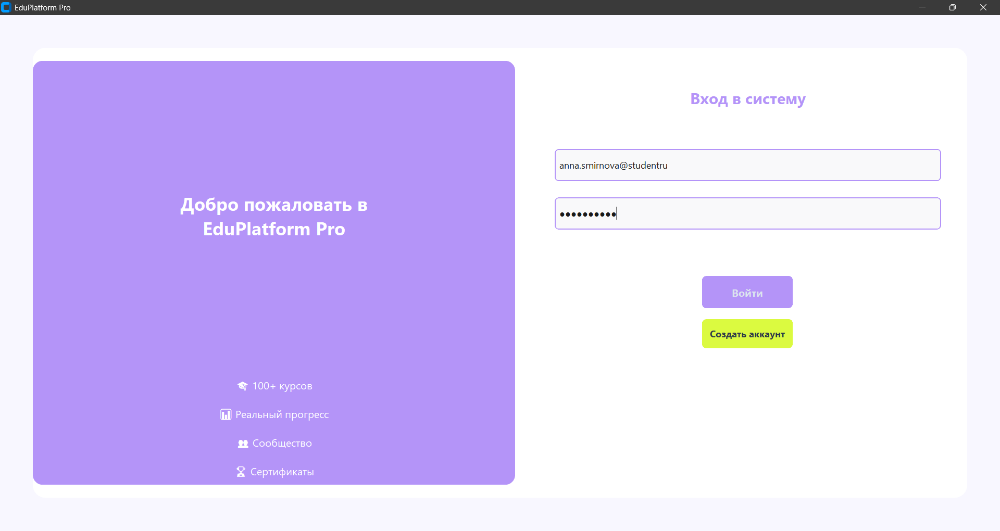 EduPlatform Pro
Добро пожаловать в
EduPlatform Pro
100+ курсов
Реальный прогресс
Сообщество
Сертификаты
Вход в систему
anna.smirnova@studentru
••••••••••
Войти
Создать аккаунт